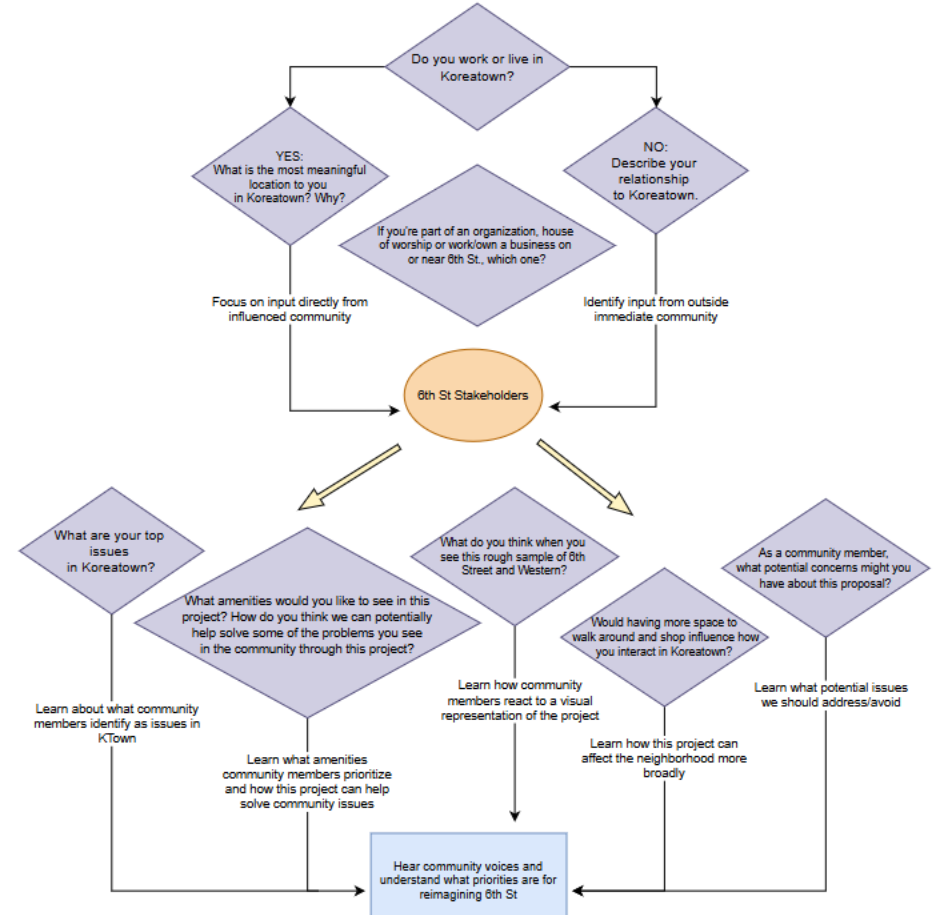 Do you work or live in
Koreatown?
YES:
What is the most meaningful
location to you
in Koreatown? Why?
NO:
Describe your
relationship
to Koreatown.
If you're part of an organization, house
of worship or work/own a business on
or near 6th St., which one?
Focus on input directly from
influenced community
Identify input from outside
immediate community
6th St Stakeholders
What are your top
issues
in Koreatown?
What amenities would you like to see in this
project? How do you think we can potentially
help solve some of the problems you see
in the community through this project?
What do you think when you
see this rough sample of 6th
Street and Western?
Would having more space to
walk around and shop influence how
you interact in Koreatown?
As a community member,
what potential concerns might you
have about this proposal?
Learn about what community
members identify as issues in
KTown
Learn what amenities
community members prioritize
and how this project can help
solve community issues
Learn how community
members react to a visual
representation of the project
Learn how this project can
affect the neighborhood more
broadly
Learn what potential issues
we should address/avoid
Hear community voices and
understand what priorities are for
reimagining 6th St